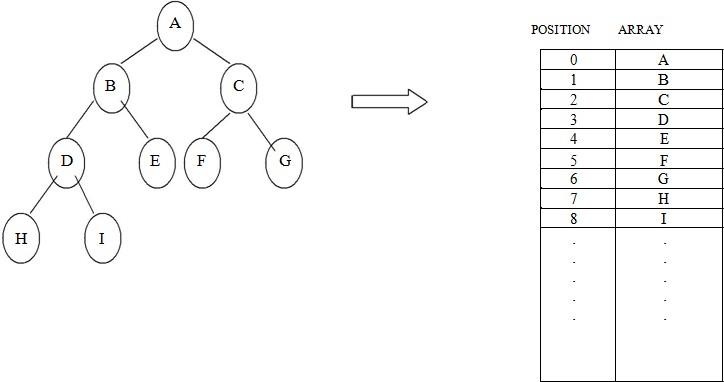 A
B
C
D
E
F
G
H
I
POSITION ARRAY
0 A
1 B
2 C
3 D
4 E
5 F
6 G
7 H
8 I
. .
. .
. .
. .
. .